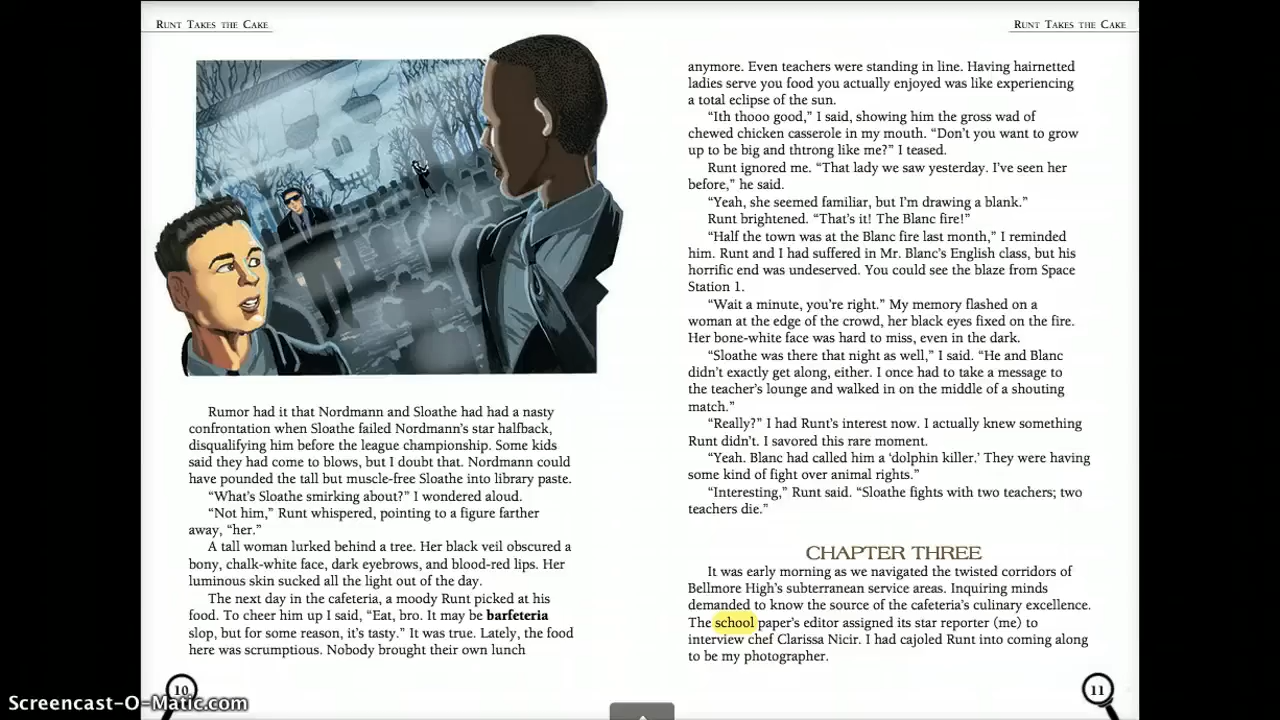 RUNT TAKES THE CAKE
Rumor had it that Nordmann and Sloathe had had a nasty
confrontation when Sloathe failed Nordmann’s star halfback,
disqualifying him before the league championship. Some kids
said they had come to blows, but I doubt that. Nordmann could
have pounded the tall but muscle-free Sloathe into library paste.
“What’s Sloathe smirking about?” I wondered aloud.
“Not him,” Runt whispered, pointing to a figure farther
away, “her.”
A tall woman lurked behind a tree. Her black veil obscured a
bony, chalk-white face, dark eyebrows, and blood-red lips. Her
luminous skin sucked all the light out of the day.
The next day in the cafeteria, a moody Runt picked at his
food. To cheer him up I said, “Eat, bro. It may be barfeteria
slop, but for some reason, it’s tasty.” It was true. Lately, the food
here was scrumptious. Nobody brought their own lunch
10
RUNT TAKES THE CAKE
anymore. Even teachers were standing in line. Having hairnetted
ladies serve you food you actually enjoyed was like experiencing
a total eclipse of the sun.
“Ith thooo good,” I said, showing him the gross wad of
chewed chicken casserole in my mouth. “Don’t you want to grow
up to be big and thtrong like me?” I teased.
Runt ignored me. “That lady we saw yesterday. I’ve seen her
before,” he said.
“Yeah, she seemed familiar, but I’m drawing a blank.”
Runt brightened. “That’s it! The Blanc fire!”
“Half the town was at the Blanc fire last month,” I reminded
him. Runt and I had suffered in Mr. Blanc’s English class, but his
horrific end was undeserved. You could see the blaze from Space
Station 1.
“Wait a minute, you’re right.” My memory flashed on a
woman at the edge of the crowd, her black eyes fixed on the fire.
Her bone-white face was hard to miss, even in the dark.
“Sloathe was there that night as well,” I said. “He and Blanc
didn’t exactly get along, either. I once had to take a message to
the teacher’s lounge and walked in on the middle of a shouting
match.”
“Really?” I had Runt’s interest now. I actually knew something
Runt didn’t. I savored this rare moment.
“Yeah. Blanc had called him a ‘dolphin killer.’ They were having
some kind of fight over animal rights.”
“Interesting,” Runt said. “Sloathe fights with two teachers; two
teachers die.”
CHAPTER THREE
It was early morning as we navigated the twisted corridors of
Bellmore High’s subterranean service areas. Inquiring minds
demanded to know the source of the cafeteria’s culinary excellence.
The school paper’s editor assigned its star reporter (me) to
interview chef Clarissa Nicir. I had cajoled Runt into coming along
to be my photographer.
11
Screencast-O-Matic.com